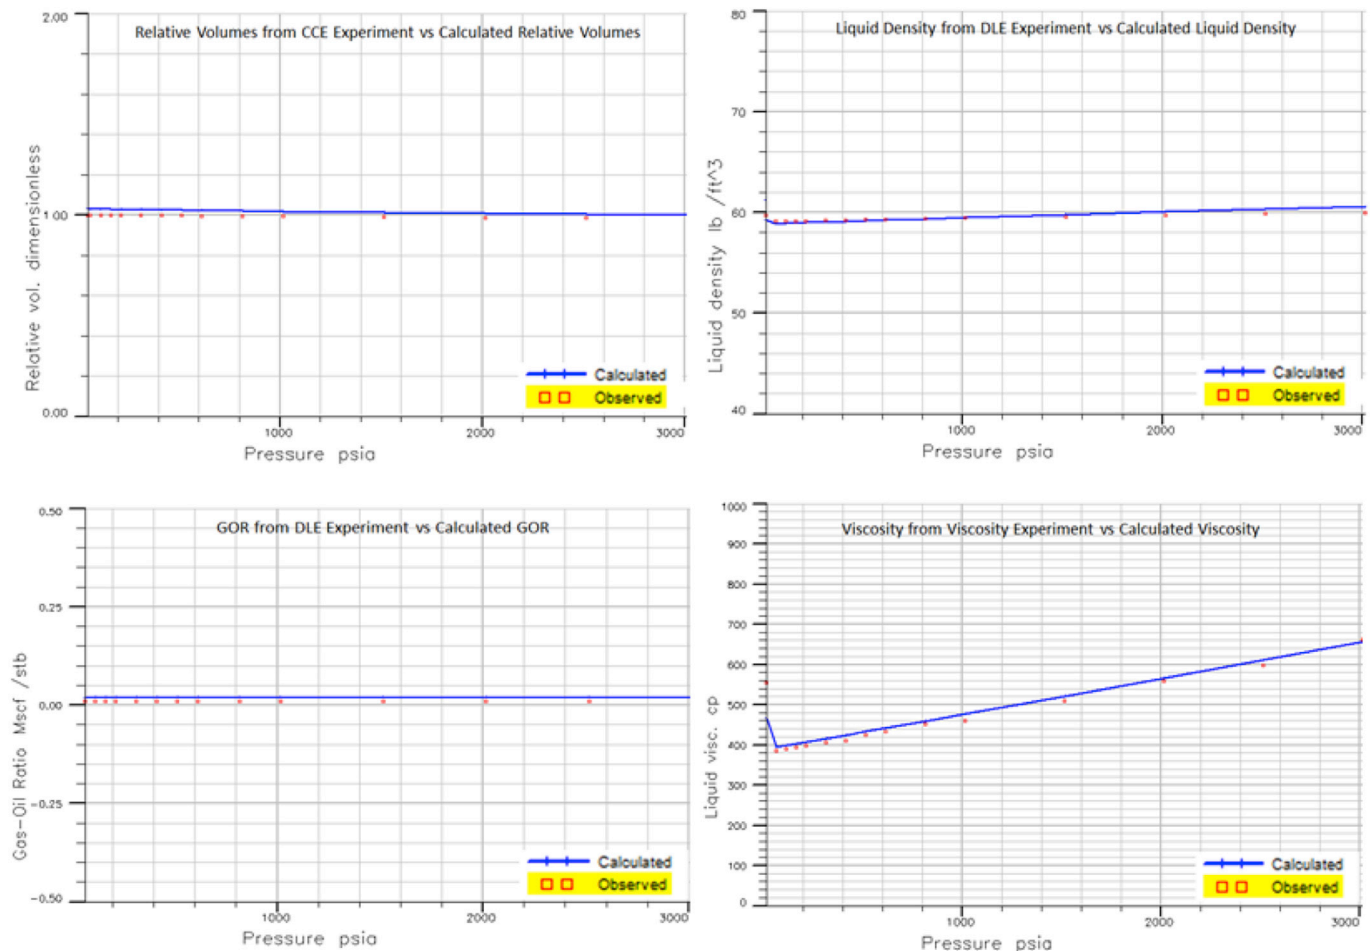 Relative Volumes from CCE Experiment vs Calculated Relative Volumes
2.00
1.00
0.00
Relative vol. dimensionless
1000
2000
3000
Pressure psia
Calculated
Observed
Liquid Density from DLE Experiment vs Calculated Liquid Density
80
70
60
50
40
Liquid density lb /ft^3
1000
2000
3000
Pressure psia
Calculated
Observed
GOR from DLE Experiment vs Calculated GOR
0.50
0.25
0.00
-0.25
-0.50
Gas-Oil Ratio Mscf /stb
1000
2000
3000
Pressure psia
Calculated
Observed
Viscosity from Viscosity Experiment vs Calculated Viscosity
1000
900
800
700
600
500
400
300
200
100
0
Liquid visc. cp
1000
2000
3000
Pressure psia
Calculated
Observed